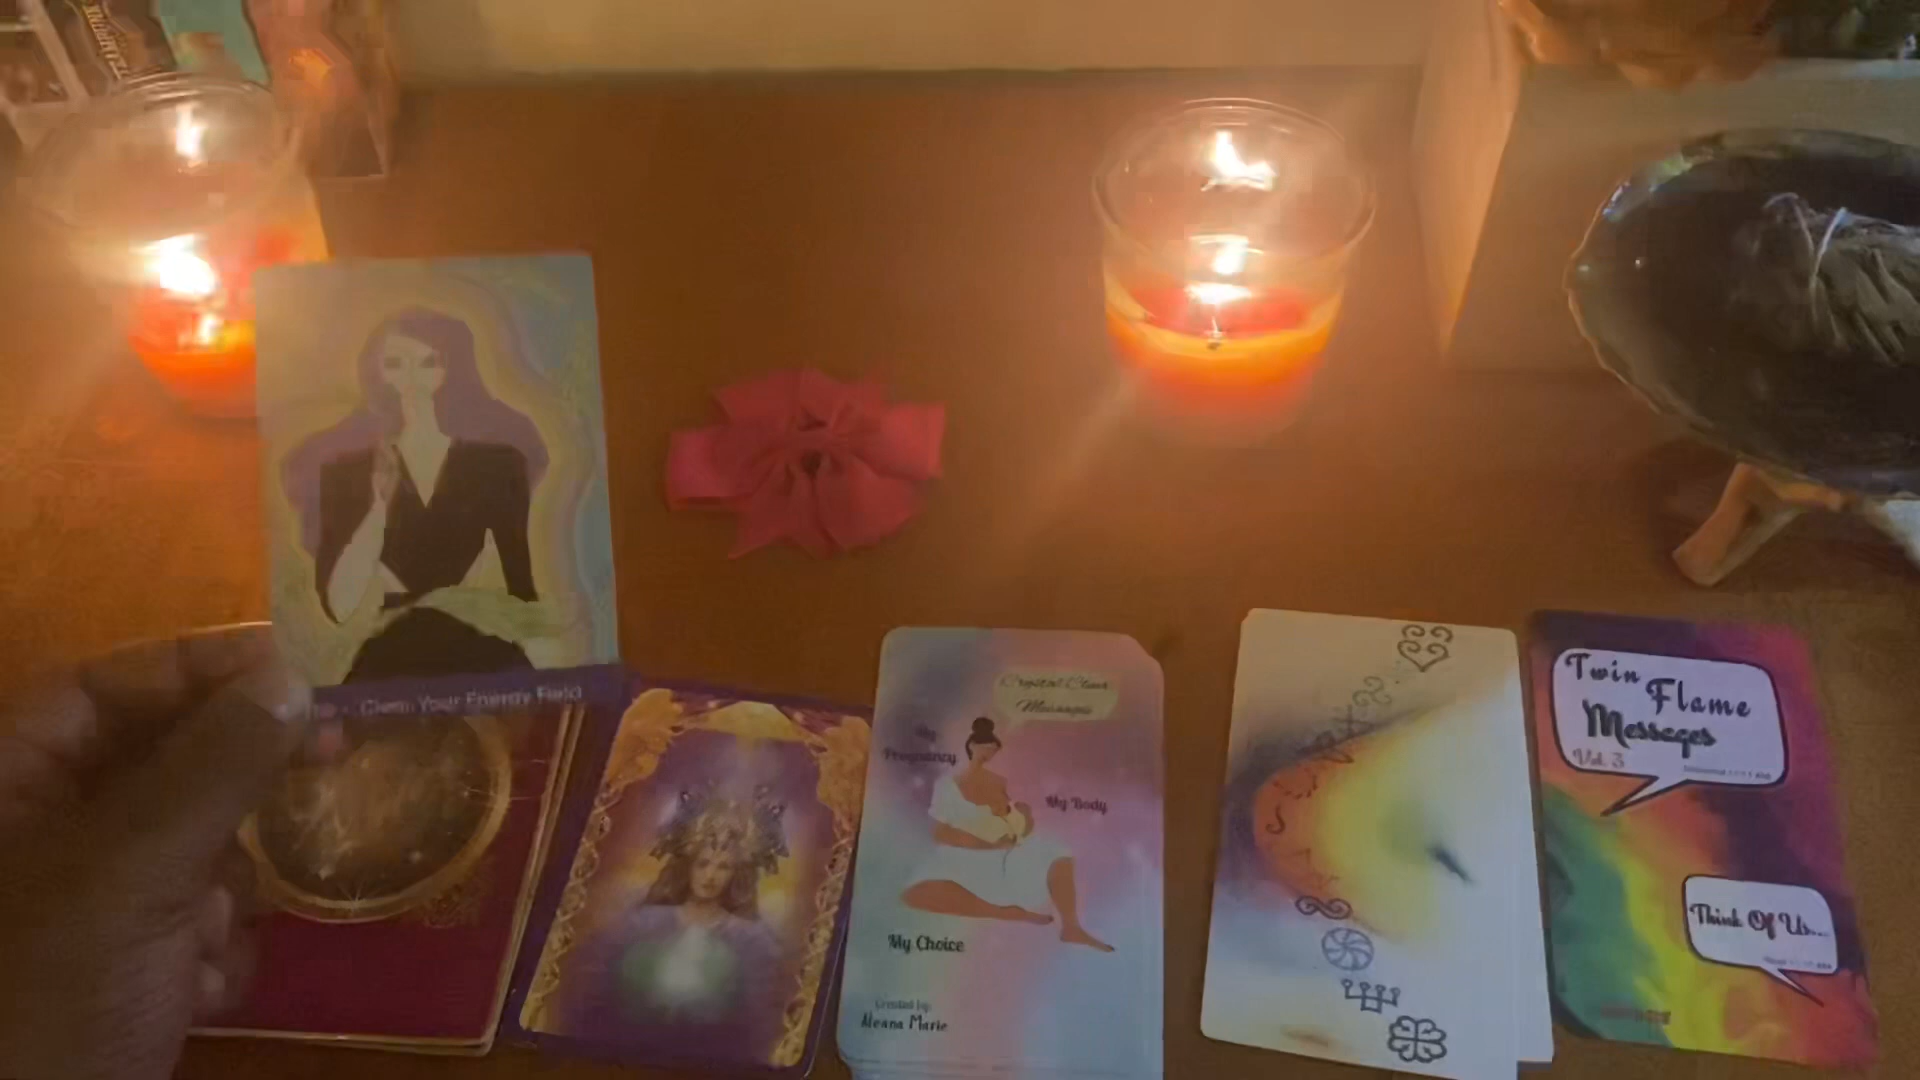 Clean Your Energy Field
Crystal Clear
Messages
My
Pregnancy
My Body
My Choice
Created by:
Aleana Marie
Twin
Flame
Messages
Vol. 3
Think Of Us...